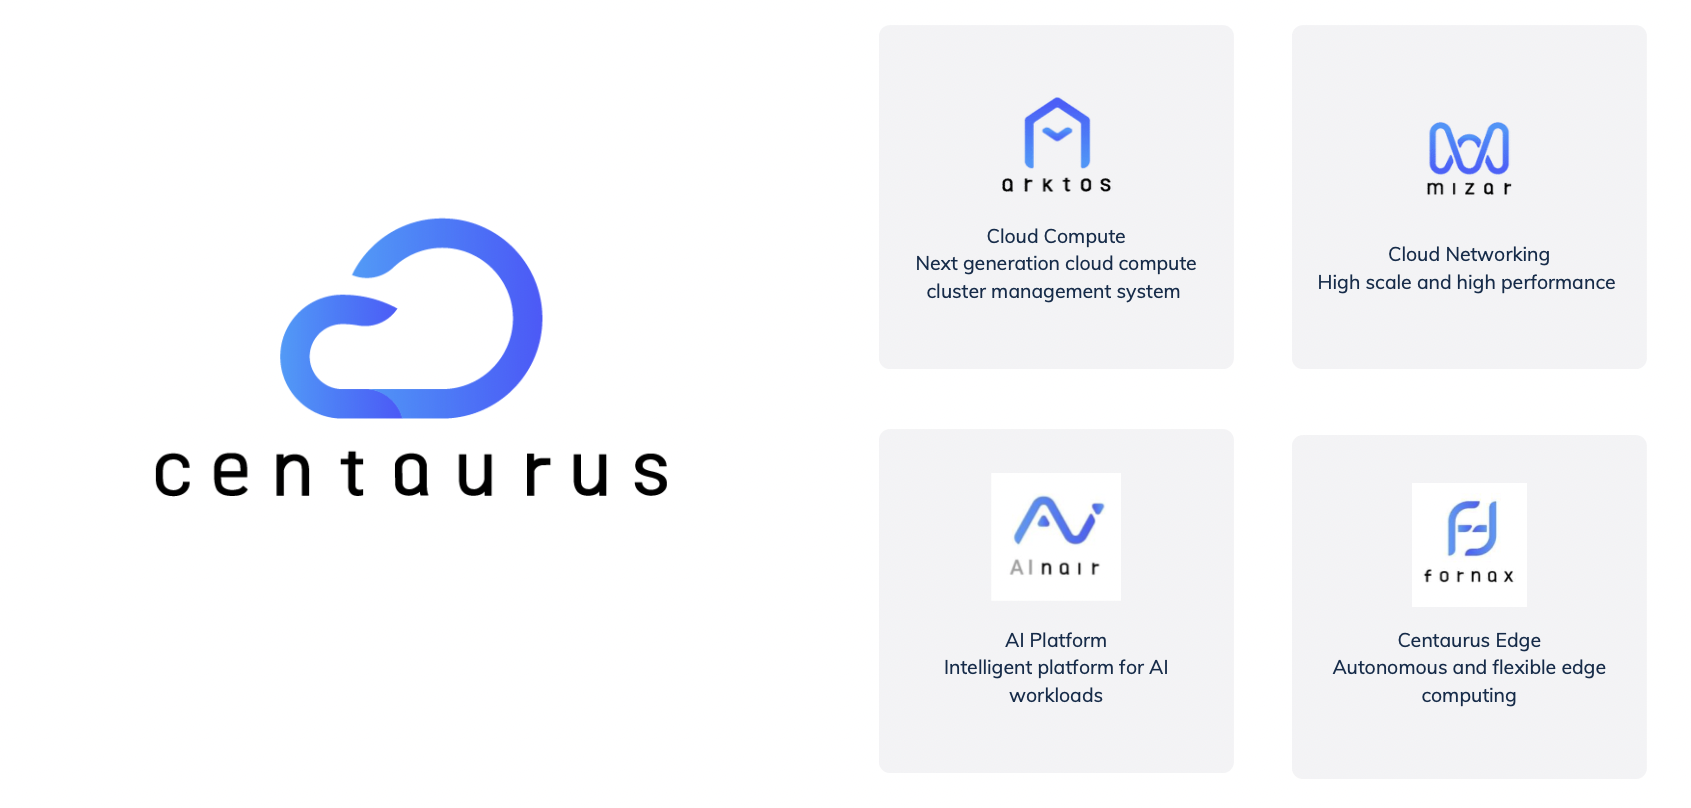 centaurus
arktos
Cloud Compute
Next generation cloud compute
cluster management system
mizar
Cloud Networking
High scale and high performance
AInair
AI Platform
Intelligent platform for AI
workloads
fornax
Centaurus Edge
Autonomous and flexible edge
computing